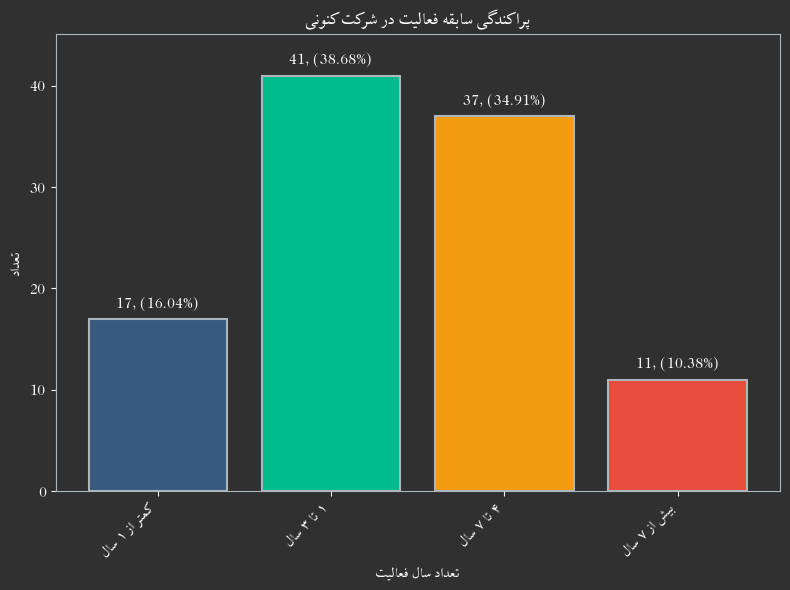 پراکندگی سابقه فعالیت در شرکت کنونی
تعداد
40
30
20
10
0
17, (16.04%)
41, (38.68%)
37, (34.91%)
11, (10.38%)
کمتر از ۱ سال
۱ تا ۳ سال
۴ تا ۷ سال
بیش از ۷ سال
تعداد سال فعالیت